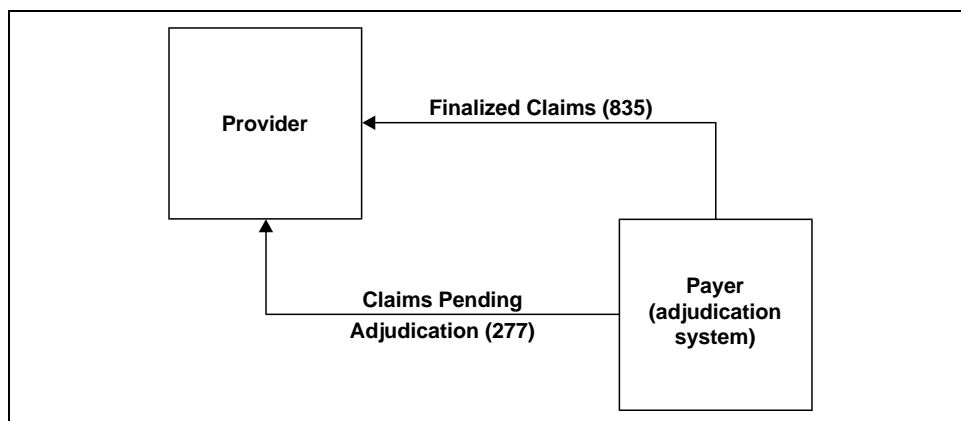 Provider
Finalized Claims (835)
Claims Pending
Adjudication (277)
Payer
(adjudication
system)